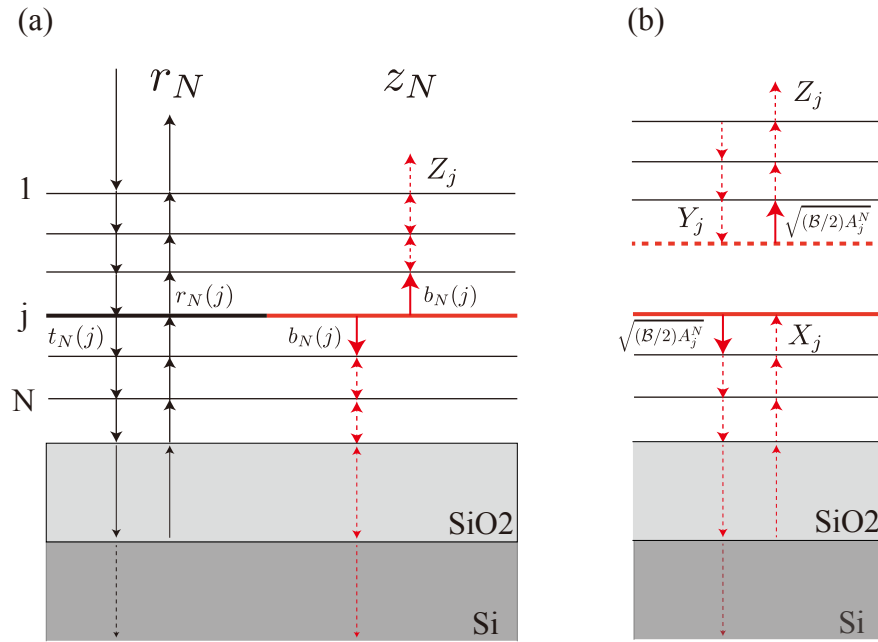 (a)
r_N
z_N
1
Z_j
r_N(j)
b_N(j)
j
t_N(j)
b_N(j)
N
SiO2
Si
(b)
Z_j
Y_j
√(B/2)A_j^N
√(B/2)A_j^N
X_j
SiO2
Si